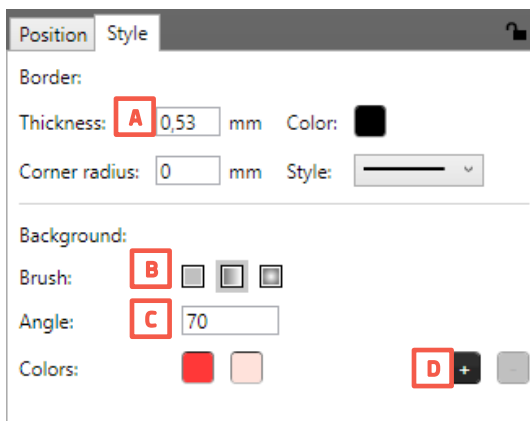 Position Style
Border:
Thickness: A 0,53 mm Color:
Corner radius: 0 mm Style:
Background:
Brush: B
Angle: C 70
Colors: D + -